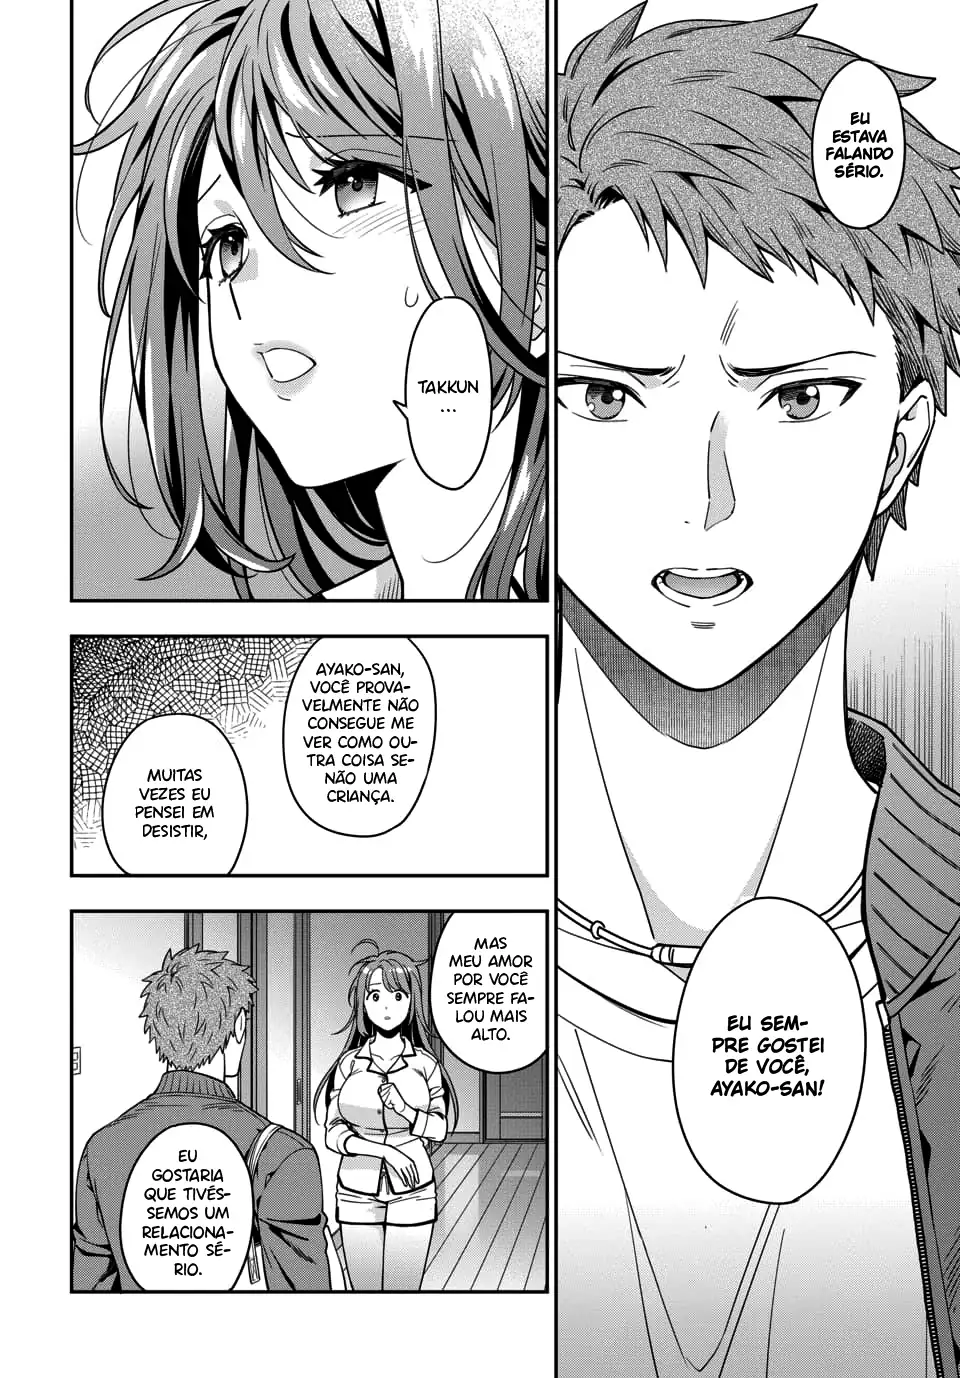 EU
ESTAVA
FALANDO
SÉRIO.
EU SEM-
PRE GOSTEI
DE VOCÊ,
AYAKO-SAN!
TAKKUN
...
AYAKO-SAN,
VOCÊ PROVA-
VELMENTE NÃO
CONSEGUE ME
VER COMO OU-
TRA COISA SE-
NÃO UMA
CRIANÇA.
MUITAS
VEZES EU
PENSEI EM
DESISTIR,
MAS
MEU AMOR
POR VOCÊ
SEMPRE FA-
LOU MAIS
ALTO.
EU
GOSTARIA
QUE TIVÉS-
SEMOS UM
RELACIONA-
MENTO SÉ-
RIO.